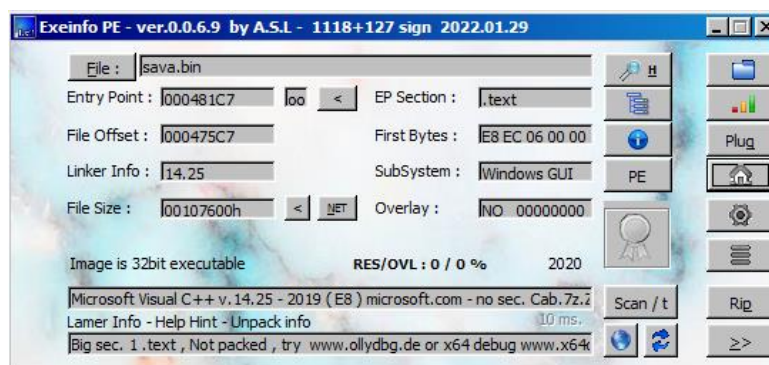 Exeinfo PE - ver.0.0.6.9 by A.S.L - 1118+127 sign 2022.01.29
File : sava.bin H
Entry Point : 000481C7 oo < EP Section : .text
File Offset : 000475C7 First Bytes : E8 EC 06 00 00 Plug
Linker Info : 14.25 SubSystem : Windows GUI PE
File Size : 00107600h < NET Overlay : NO 00000000
Image is 32bit executable RES/OVL : 0 / 0 % 2020
Microsoft Visual C++ v.14.25 - 2019 ( E8 ) microsoft.com - no sec. Cab.7z. Scan / t Rip
Lamer Info - Help Hint - Unpack info 10 ms.
Big sec. 1 .text , Not packed , try www.ollydbg.de or x64 debug www.x64 >>